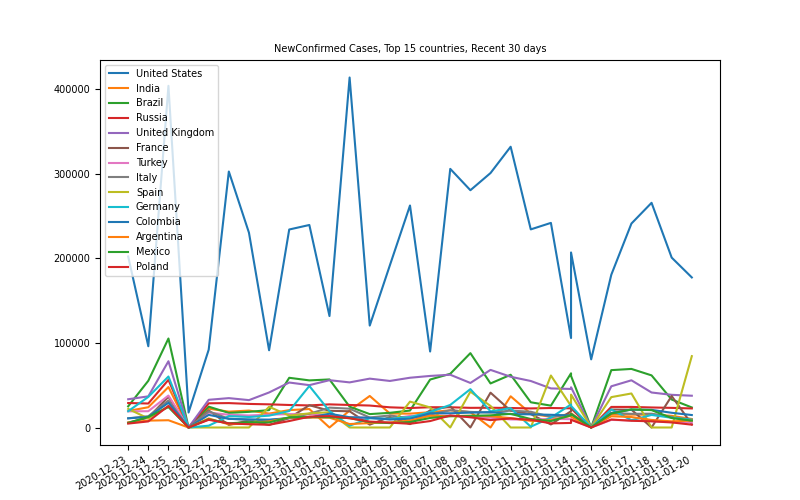 NewConfirmed Cases, Top 15 countries, Recent 30 days
400000
300000
200000
100000
0
United States
India
Brazil
Russia
United Kingdom
France
Turkey
Italy
Spain
Germany
Colombia
Argentina
Mexico
Poland
2020-12-23
2020-12-24
2020-12-25
2020-12-26
2020-12-27
2020-12-28
2020-12-29
2020-12-30
2020-12-31
2021-01-01
2021-01-02
2021-01-03
2021-01-04
2021-01-05
2021-01-06
2021-01-07
2021-01-08
2021-01-09
2021-01-10
2021-01-11
2021-01-12
2021-01-13
2021-01-14
2021-01-15
2021-01-16
2021-01-17
2021-01-18
2021-01-19
2021-01-20